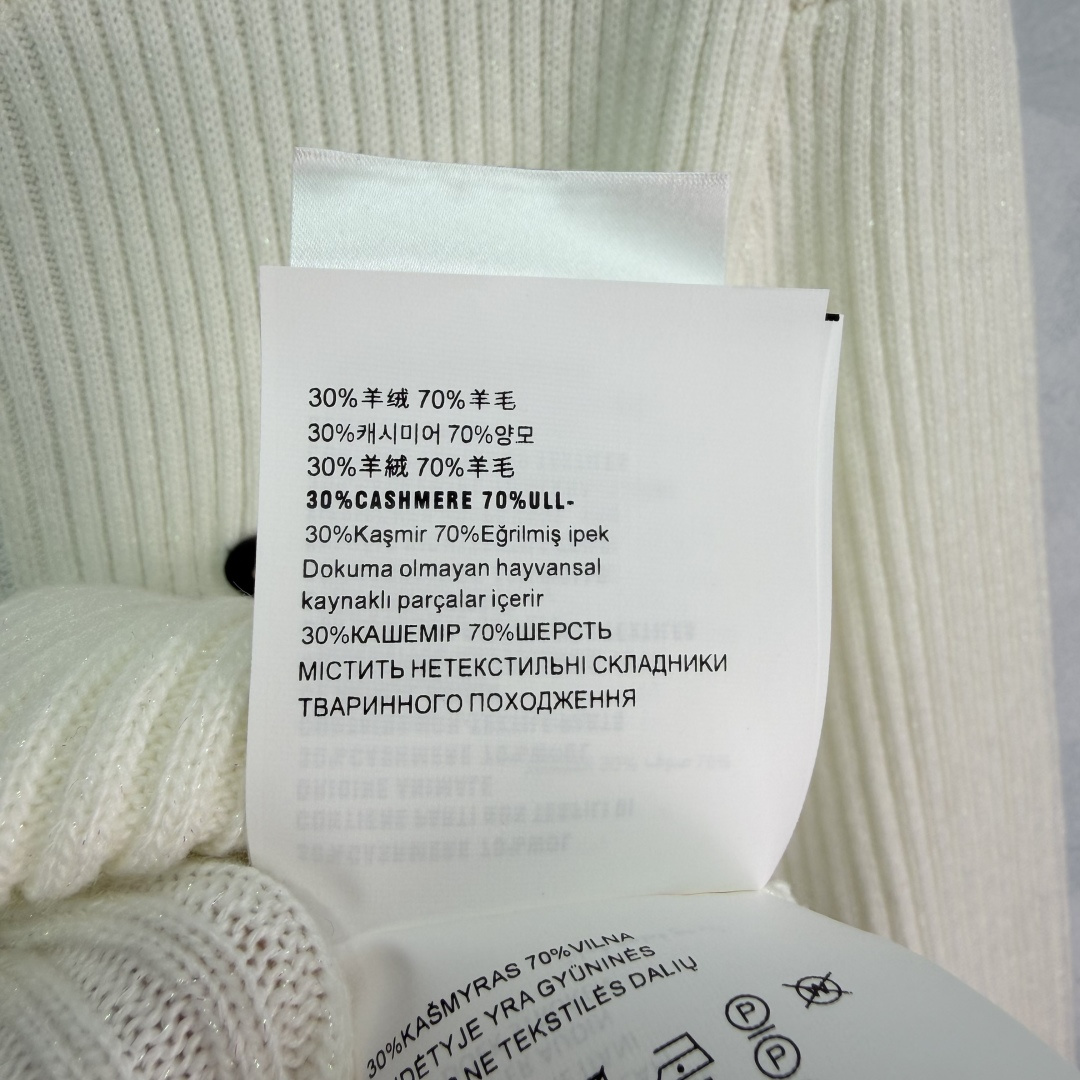 30%羊绒 70%羊毛
30%캐시미어 70%양모
30%羊絨 70%羊毛
30%CASHMERE 70%ULL-
30%Kaşmir 70%Eğrilmiş ipek
Dokuma olmayan hayvansal
kaynaklı parçalar içerir
30%КАШЕМІР 70%ШЕРСТЬ
МІСТИТЬ НЕТЕКСТИЛЬНІ СКЛАДНИКИ
ТВАРИННОГО ПОХОДЖЕННЯ
30%KAŠMYRAS 70%VILNA
YRA GYŪNINĖS
NE TEKSTILĖS DALIŲ
P
P
W